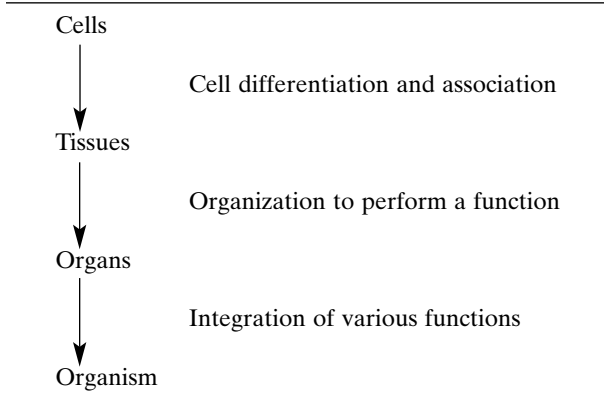 Cells
Cell differentiation and association
Tissues
Organization to perform a function
Organs
Integration of various functions
Organism